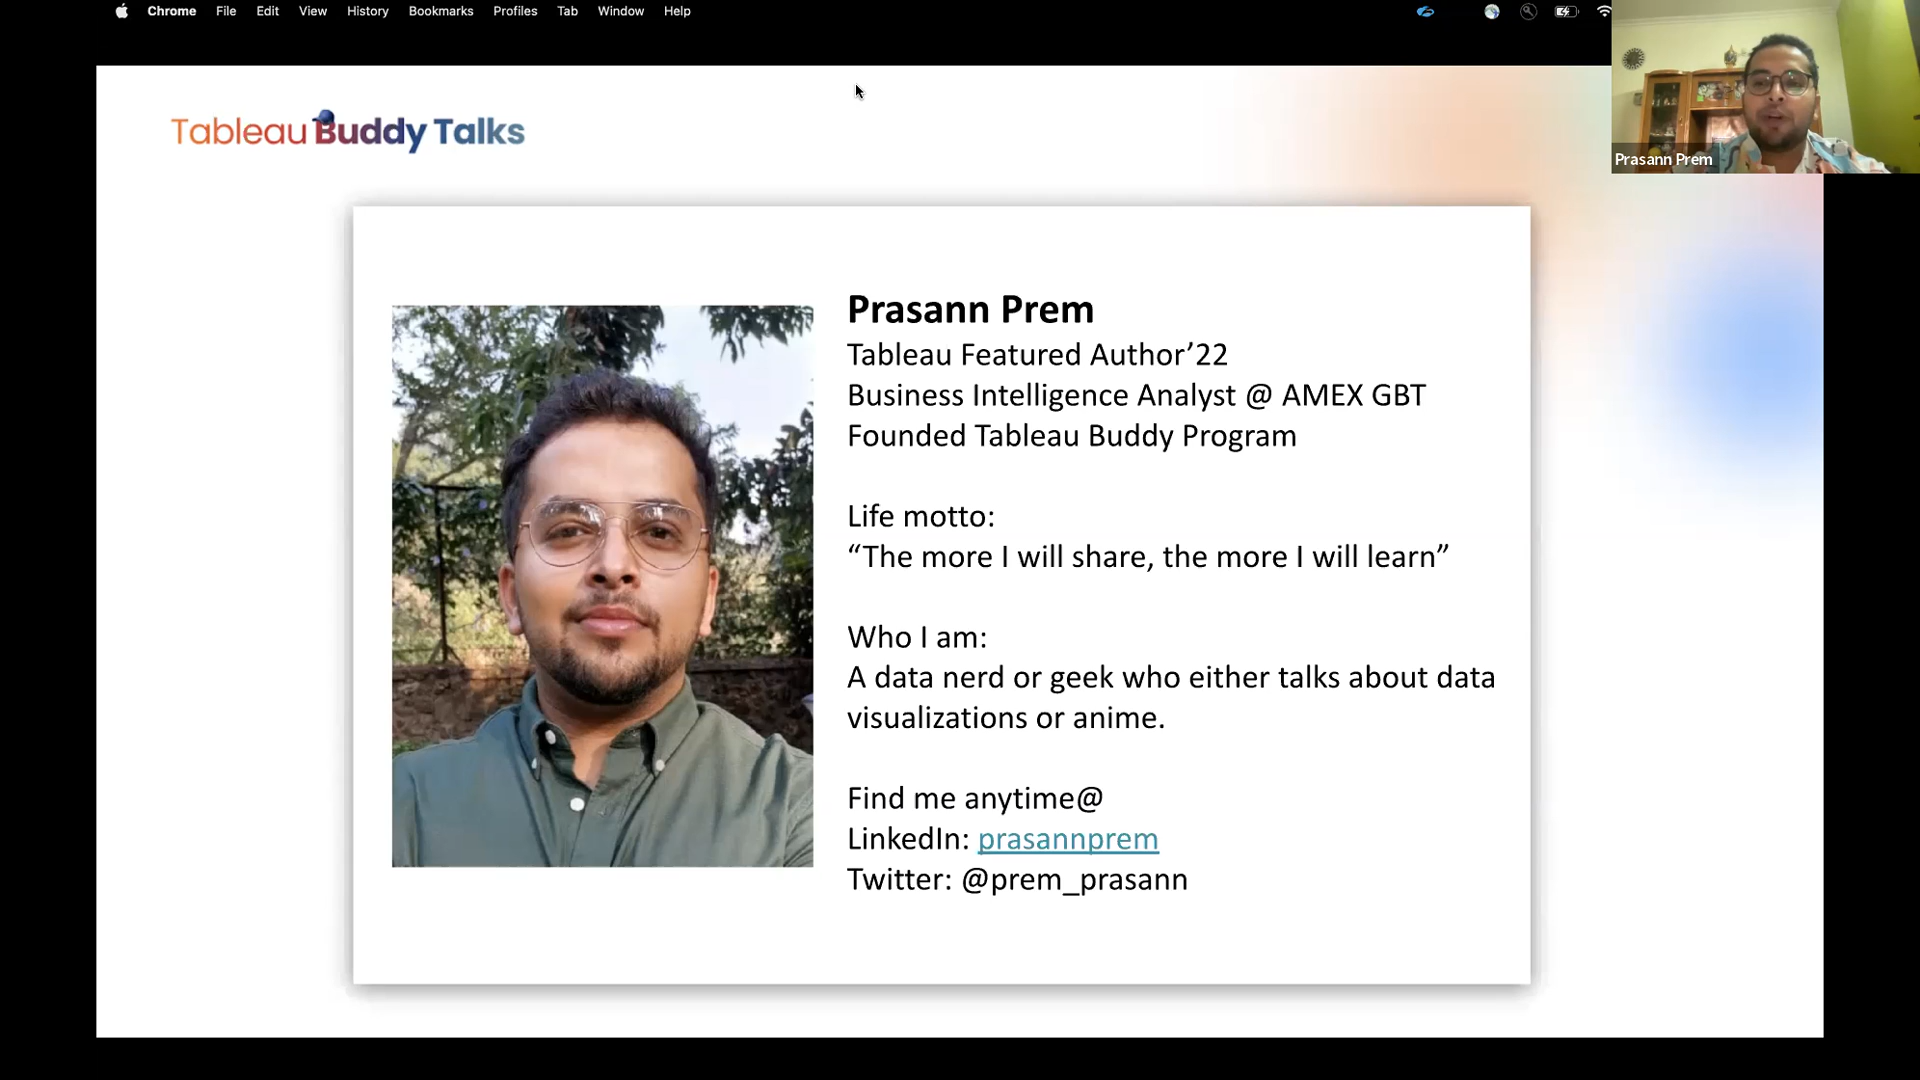 Chrome File Edit View History Bookmarks Profiles Tab Window Help
Tableau Buddy Talks
Prasann Prem
Prasann Prem
Tableau Featured Author’22
Business Intelligence Analyst @ AMEX GBT
Founded Tableau Buddy Program
Life motto:
“The more I will share, the more I will learn”
Who I am:
A data nerd or geek who either talks about data
visualizations or anime.
Find me anytime@
LinkedIn: prasannprem
Twitter: @prem_prasann